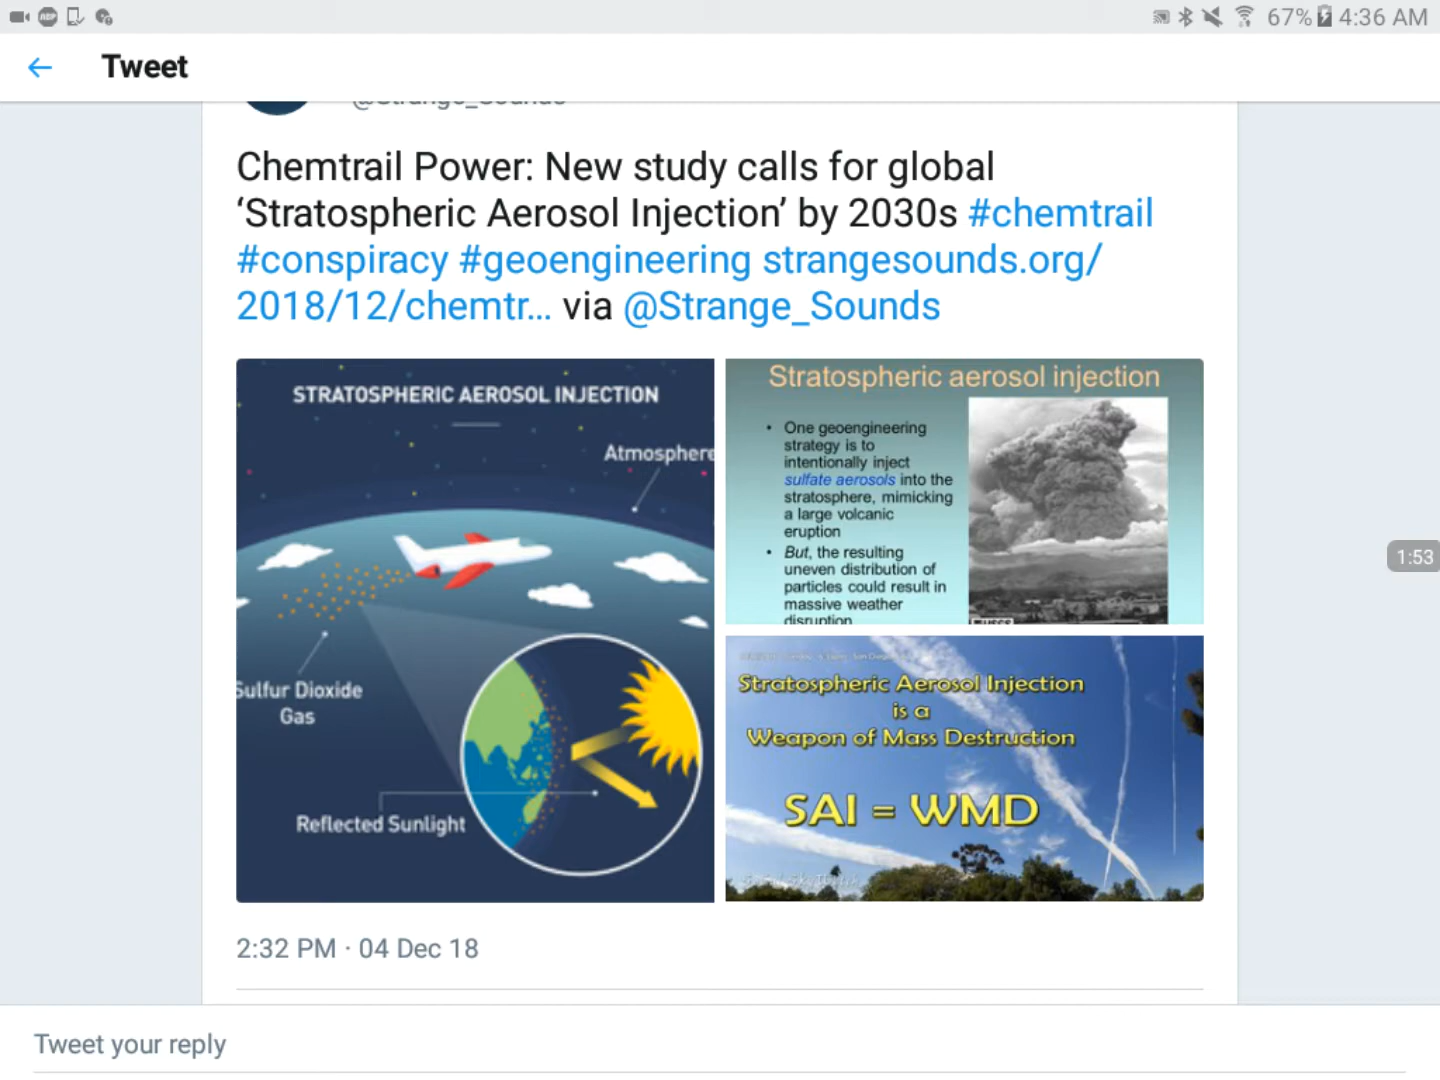 67% 4:36 AM
Tweet
@Strange_Sounds
Chemtrail Power: New study calls for global
‘Stratospheric Aerosol Injection’ by 2030s #chemtrail
#conspiracy #geoengineering strangesounds.org/
2018/12/chemtr... via @Strange_Sounds
STRATOSPHERIC AEROSOL INJECTION
Atmosphere
Sulfur Dioxide
Gas
Reflected Sunlight
Stratospheric aerosol injection
• One geoengineering
strategy is to
intentionally inject
sulfate aerosols into the
stratosphere, mimicking
a large volcanic
eruption
• But, the resulting
uneven distribution of
particles could result in
massive weather
disruption
USGS
Stratospheric Aerosol Injection
is a
Weapon of Mass Destruction
SAI = WMD
1:53
2:32 PM · 04 Dec 18
Tweet your reply